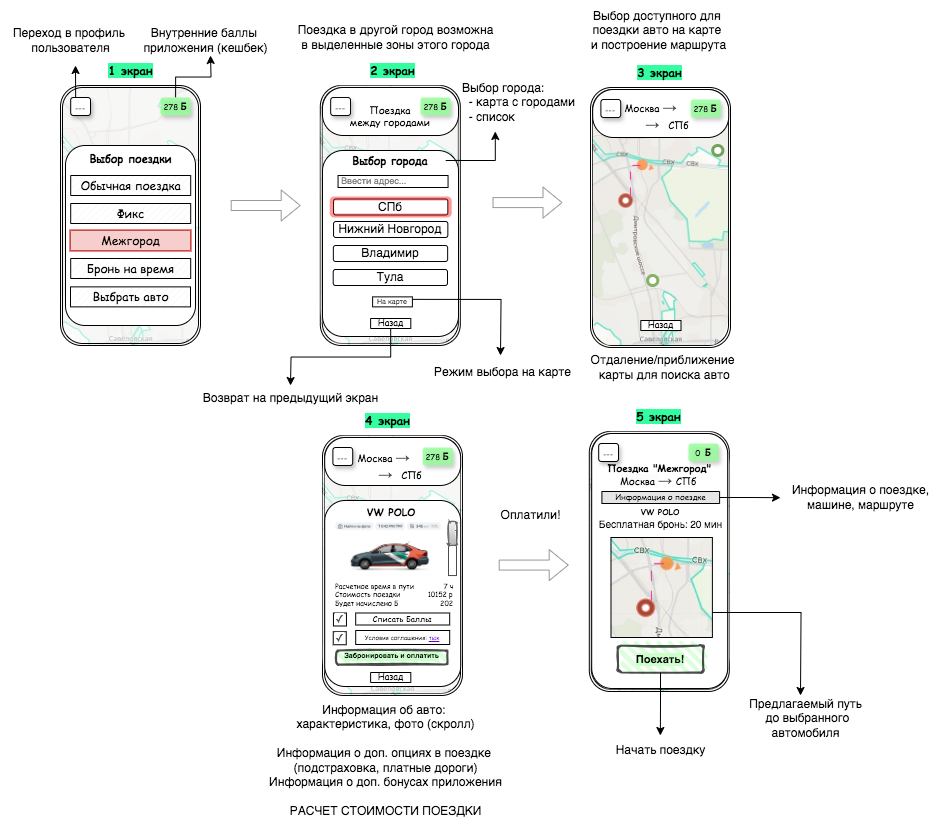 Переход в профиль
пользователя
Внутренние баллы
приложения (кешбек)
1 экран
...
278 Б
Выбор поездки
Обычная поездка
Фикс
Межгород
Бронь на время
Выбрать авто
Савёловская
Поездка в другой город возможна
в выделенные зоны этого города
2 экран
...
Поездка
между городами
278 Б
Выбор города:
- карта с городами
- список
Выбор города
Ввести адрес...
СПб
Нижний Новгород
Владимир
Тула
На карте
Назад
Савёловская
Возврат на предыдущий экран
Режим выбора на карте
Выбор доступного для
поездки авто на карте
и построение маршрута
3 экран
...
Москва →
→ СПб
278 Б
СВХ
СВХ
СВХ
Дмитровское шоссе
Назад
Савёловская
Отдаление/приближение
карты для поиска авто
4 экран
...
Москва →
→ СПб
278 Б
VW POLO
Расчетное время в пути 7 ч
Стоимость поездки 10152 р
Будет начислено Б 202
Списать Баллы
Условия соглашения: тык
Забронировать и оплатить
Назад
Савёловская
Информация об авто:
характеристика, фото (скролл)
Информация о доп. опциях в поездке
(подстраховка, платные дороги)
Информация о доп. бонусах приложения
РАСЧЕТ СТОИМОСТИ ПОЕЗДКИ
Оплатили!
5 экран
...
0 Б
Поездка "Межгород"
Москва → СПб
Информация о поездке
VW POLO
Бесплатная бронь: 20 мин
СВХ
СВХ
Поехать!
Информация о поездке,
машине, маршруте
Предлагаемый путь
до выбранного
автомобиля
Начать поездку